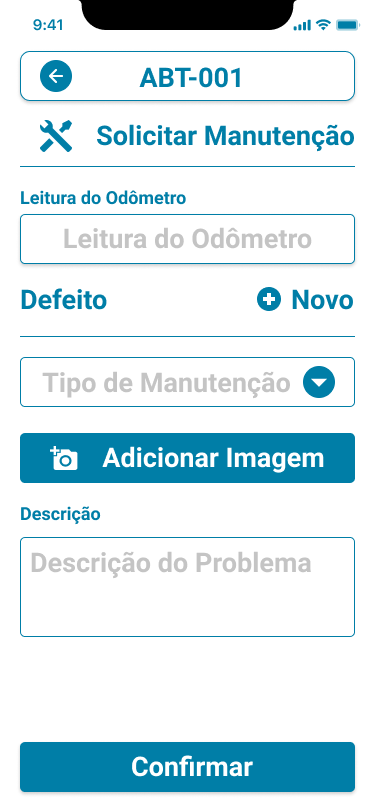 9:41
ABT-001
Solicitar Manutenção
Leitura do Odômetro
Leitura do Odômetro
Defeito
Novo
Tipo de Manutenção
Adicionar Imagem
Descrição
Descrição do Problema
Confirmar